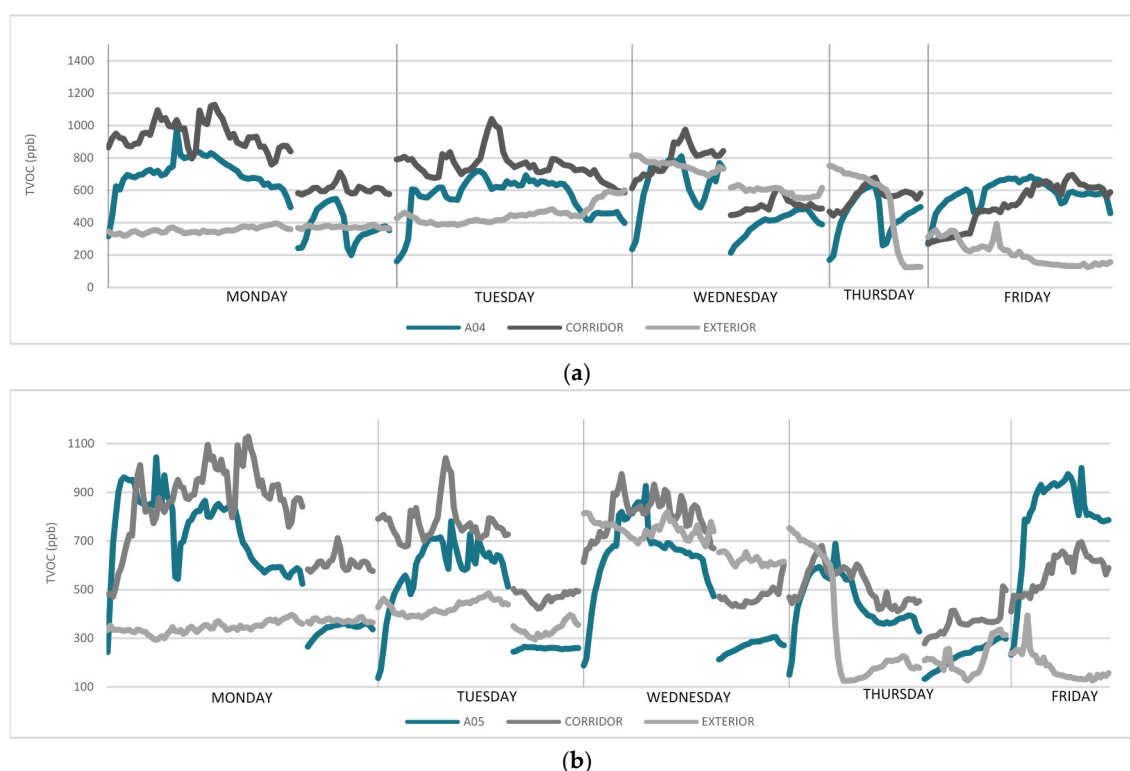 1400
1200
1000
800
600
400
200
0
TVOC (ppb)
MONDAY TUESDAY WEDNESDAY THURSDAY FRIDAY
A04 CORRIDOR EXTERIOR
(a)
1100
900
700
500
300
100
TVOC (ppb)
MONDAY TUESDAY WEDNESDAY THURSDAY FRIDAY
A05 CORRIDOR EXTERIOR
(b)